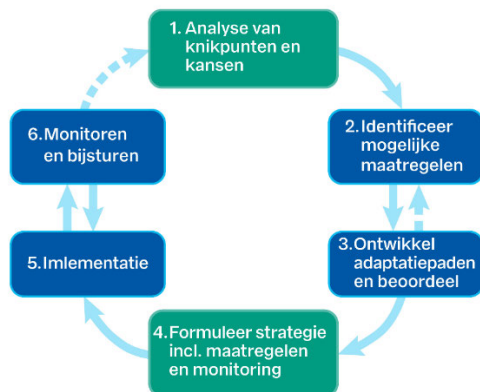 1. Analyse van
knikpunten en
kansen
2. Identificeer
mogelijke
maatregelen
3. Ontwikkel
adaptatiepaden
en beoordeel
4. Formuleer strategie
incl. maatregelen
en monitoring
5. Imlementatie
6. Monitoren
en bijsturen